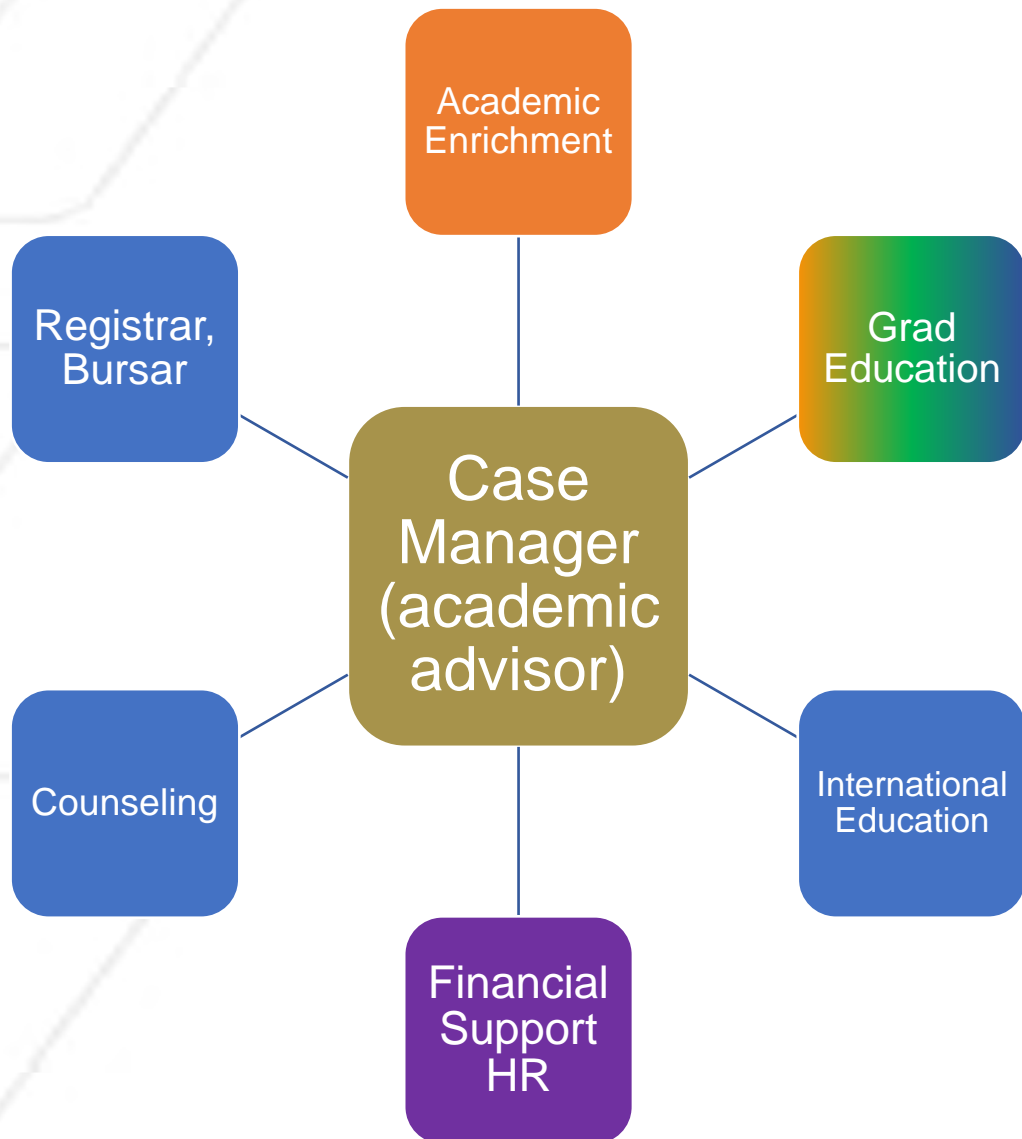 Academic
Enrichment
Registrar,
Bursar
Grad
Education
Case
Manager
(academic
advisor)
Counseling
International
Education
Financial
Support
HR